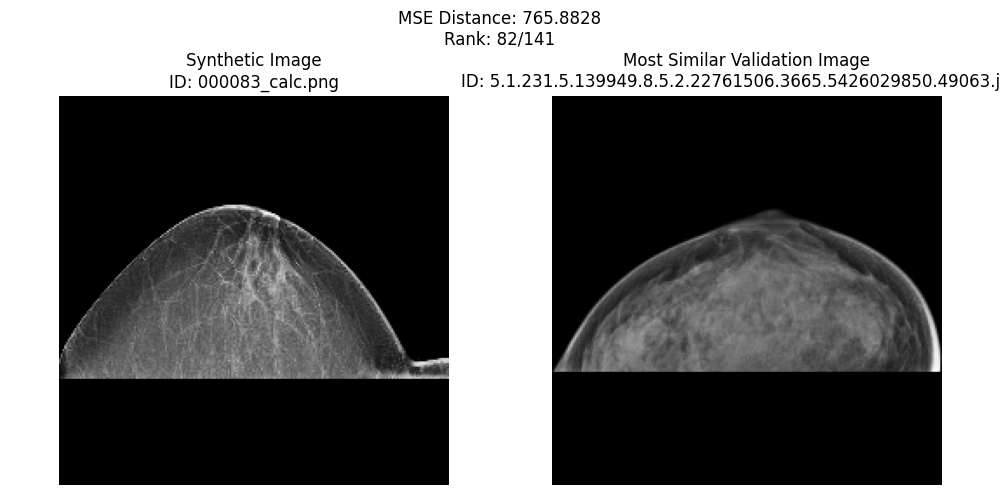 MSE Distance: 765.8828
Rank: 82/141
Synthetic Image
ID: 000083_calc.png
Most Similar Validation Image
ID: 5.1.231.5.139949.8.5.2.22761506.3665.5426029850.49063.j